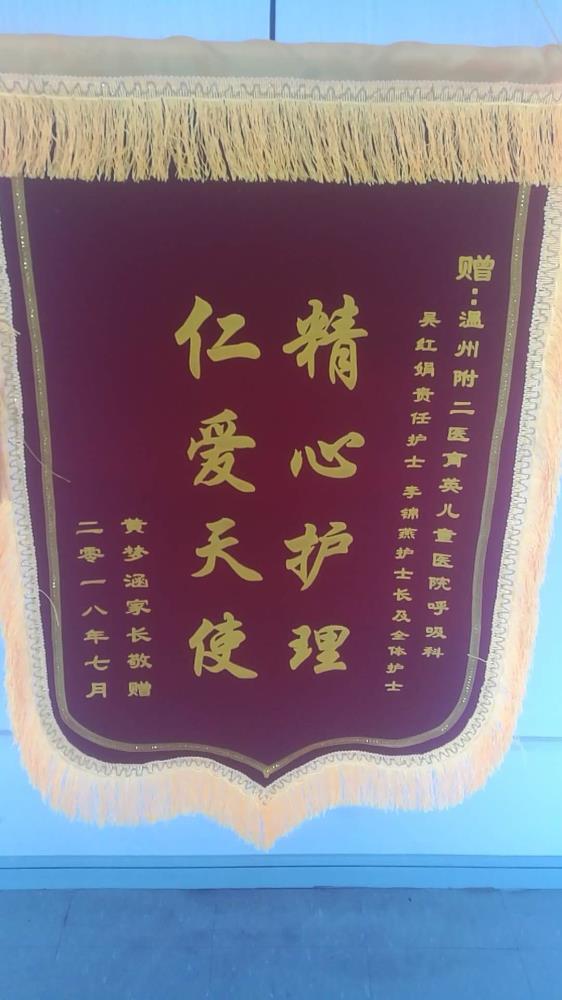 赠：温州附二医育英儿童医院呼吸科
吴红娟责任护士 李锦燕护士长及全体护士
精心护理
仁爱天使
黄梦涵家长敬赠
二零一八年七月